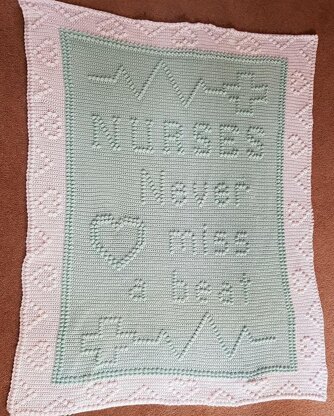 NURSES
Never
miss
a beat